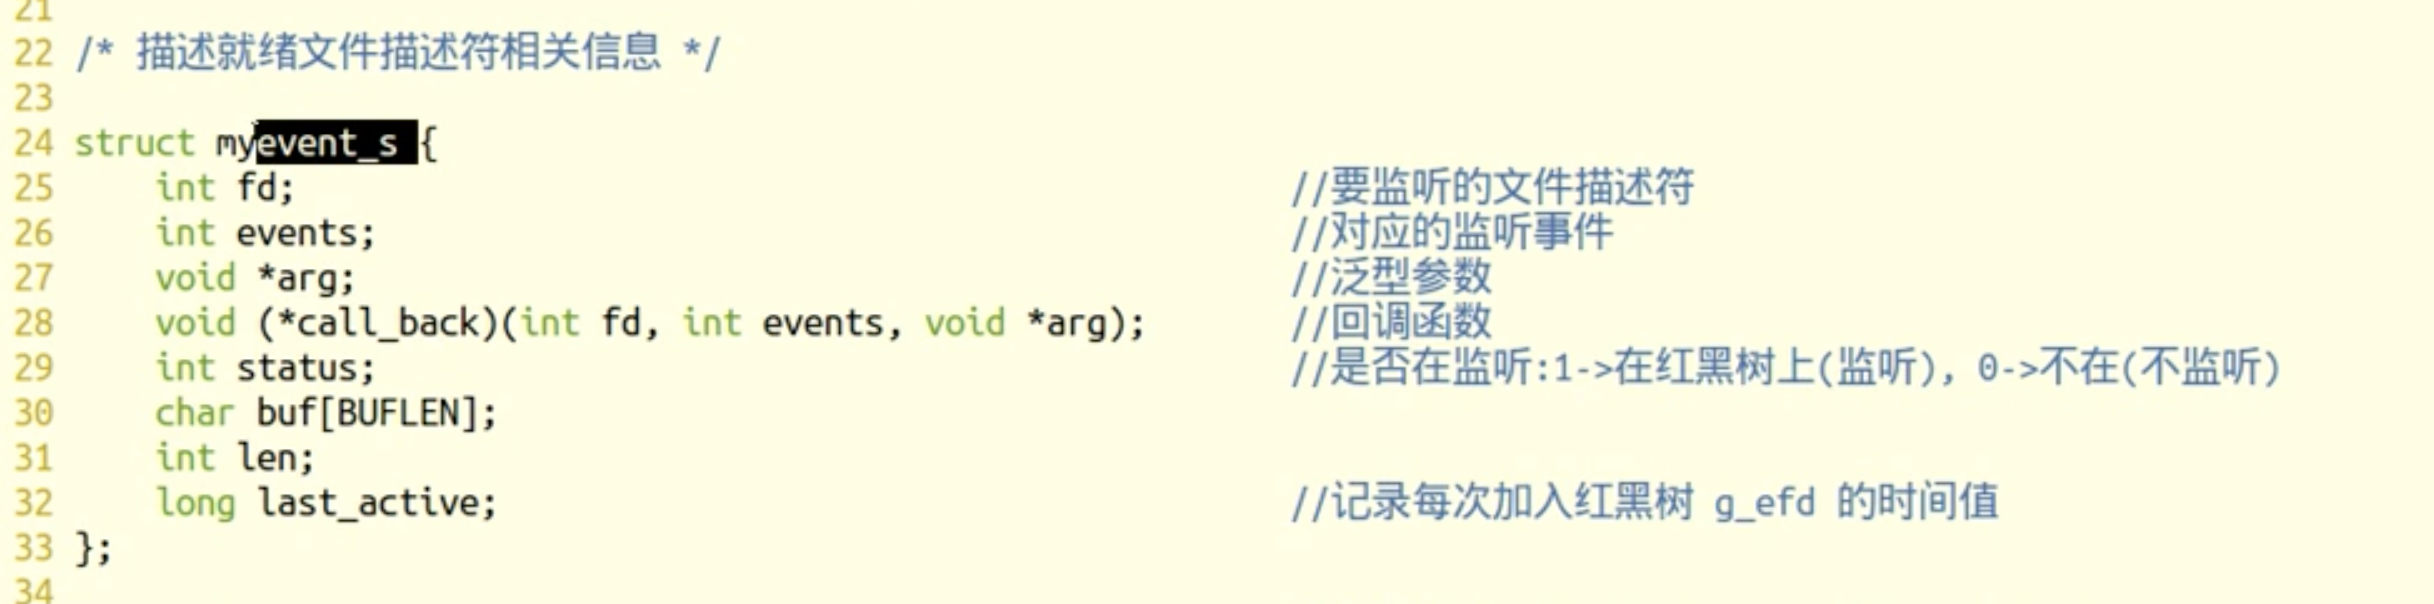 21
22 /* 描述就绪文件描述符相关信息 */
23
24 struct myevent_s {
25     int fd;                                                 //要监听的文件描述符
26     int events;                                             //对应的监听事件
27     void *arg;                                              //泛型参数
28     void (*call_back)(int fd, int events, void *arg);       //回调函数
29     int status;                                             //是否在监听:1->在红黑树上(监听), 0->不在(不监听)
30     char buf[BUFLEN];
31     int len;
32     long last_active;                                       //记录每次加入红黑树 g_efd 的时间值
33 };
34